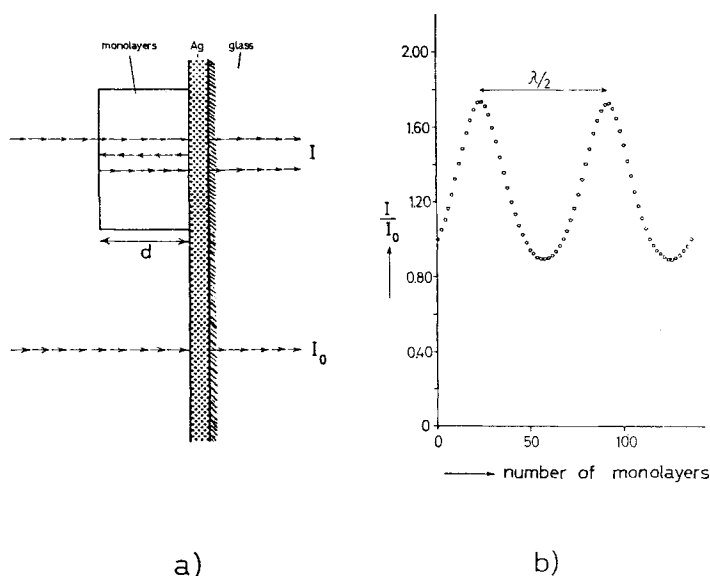 monolayers
Ag
glass
I
d
I₀
a)
2.00
1.60
1.20
0.80
0.40
0
I
I₀
λ/2
0
50
100
number of monolayers
b)